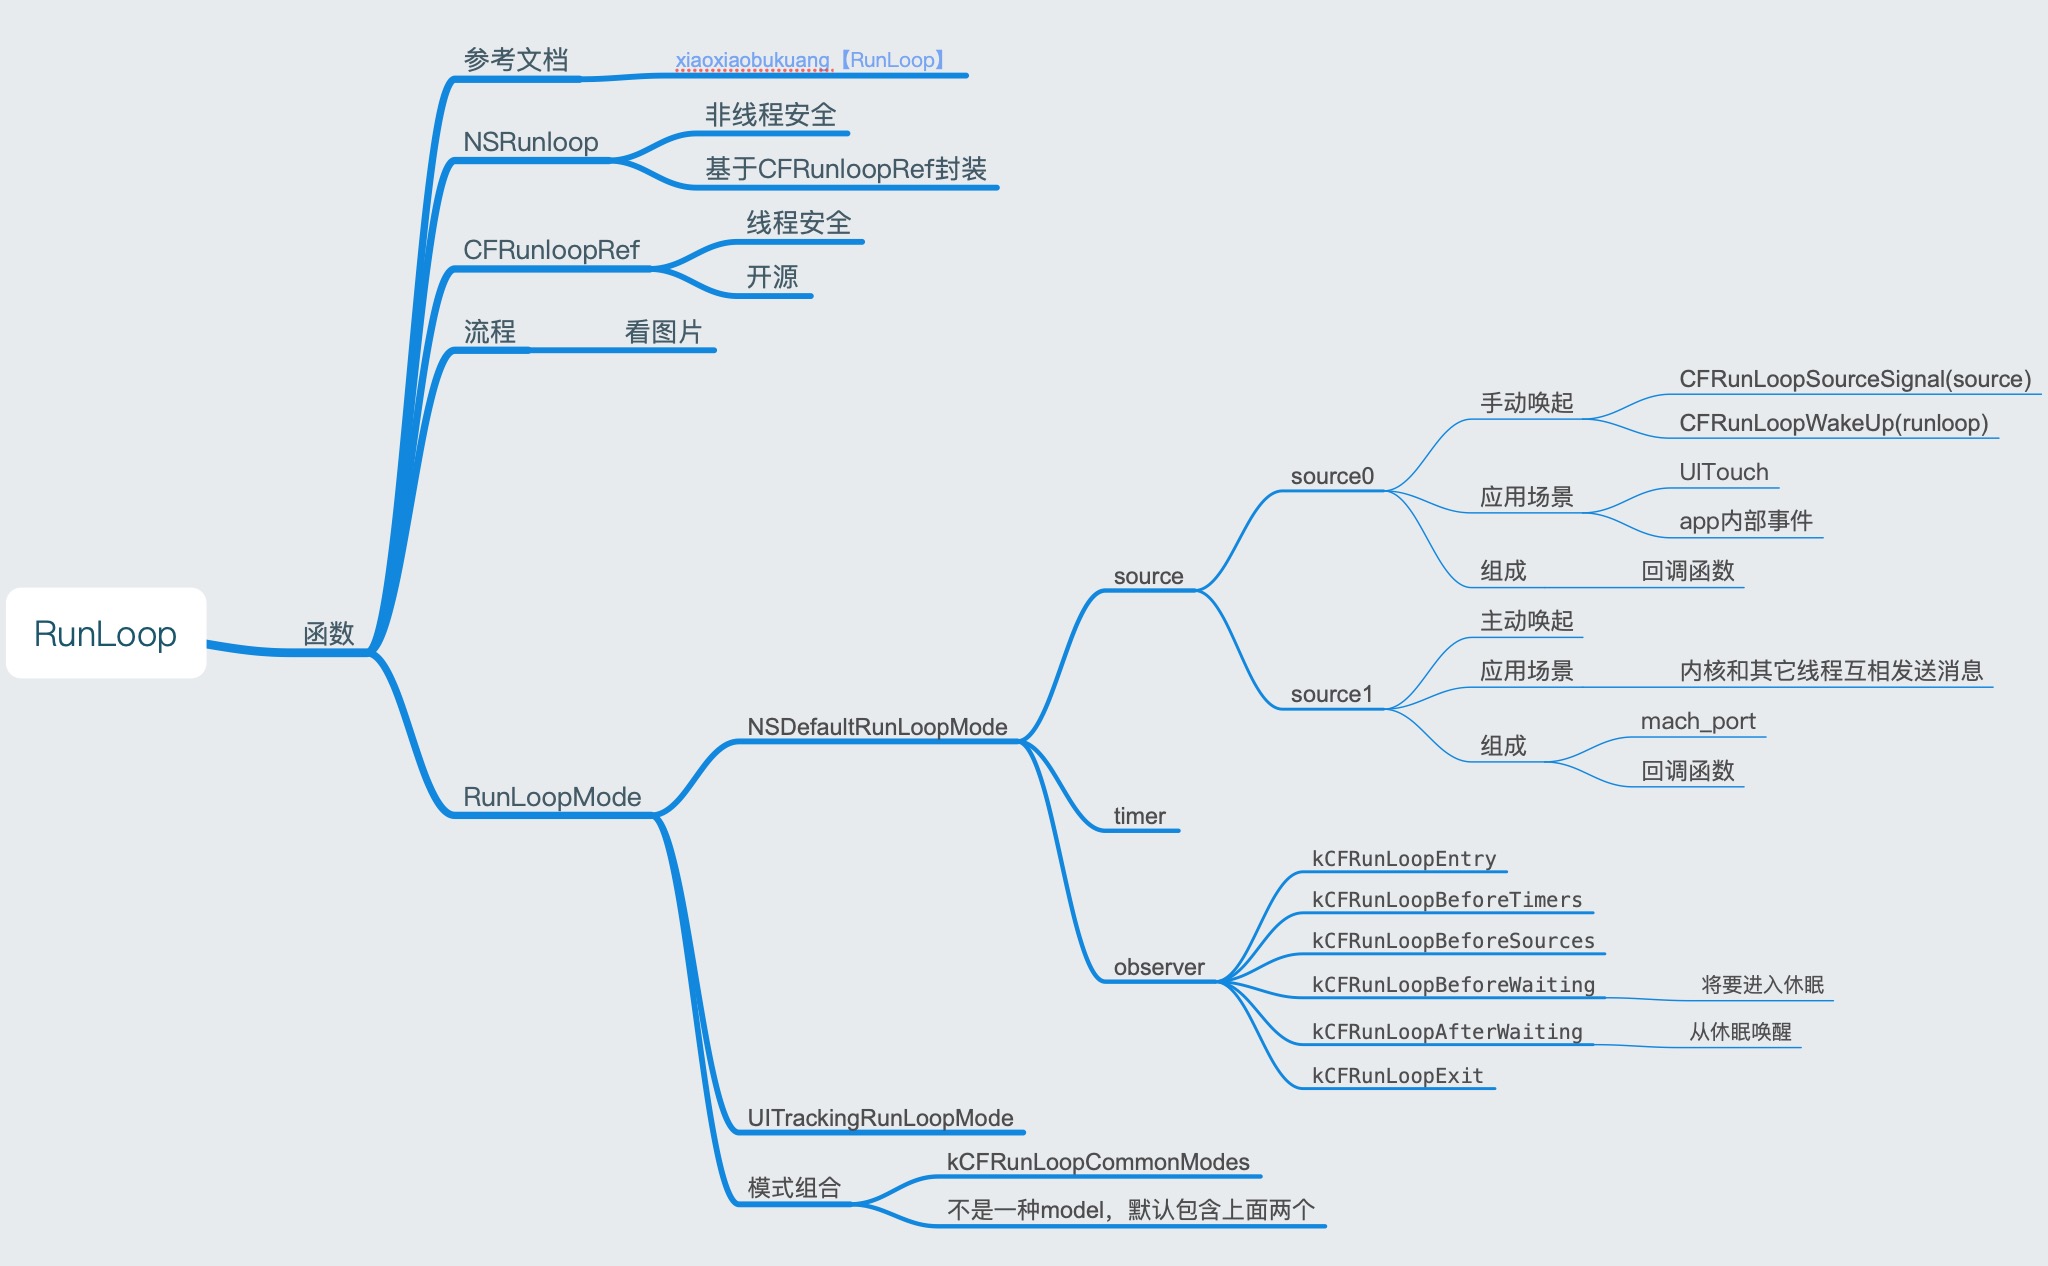 RunLoop
函数
参考文档
xiaoxiaobukuang【RunLoop】
NSRunloop
非线程安全
基于CFRunloopRef封装
CFRunloopRef
线程安全
开源
流程
看图片
RunLoopMode
NSDefaultRunLoopMode
source
source0
手动唤起
CFRunLoopSourceSignal(source)
CFRunLoopWakeUp(runloop)
应用场景
UITouch
app内部事件
组成
回调函数
source1
主动唤起
应用场景
内核和其它线程互相发送消息
组成
mach_port
回调函数
timer
observer
kCFRunLoopEntry
kCFRunLoopBeforeTimers
kCFRunLoopBeforeSources
kCFRunLoopBeforeWaiting
将要进入休眠
kCFRunLoopAfterWaiting
从休眠唤醒
kCFRunLoopExit
UITrackingRunLoopMode
模式组合
kCFRunLoopCommonModes
不是一种model，默认包含上面两个